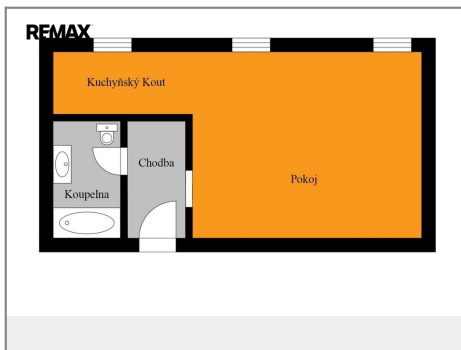 REMAX
Kuchyňský Kout
Chodba
Pokoj
Koupelna